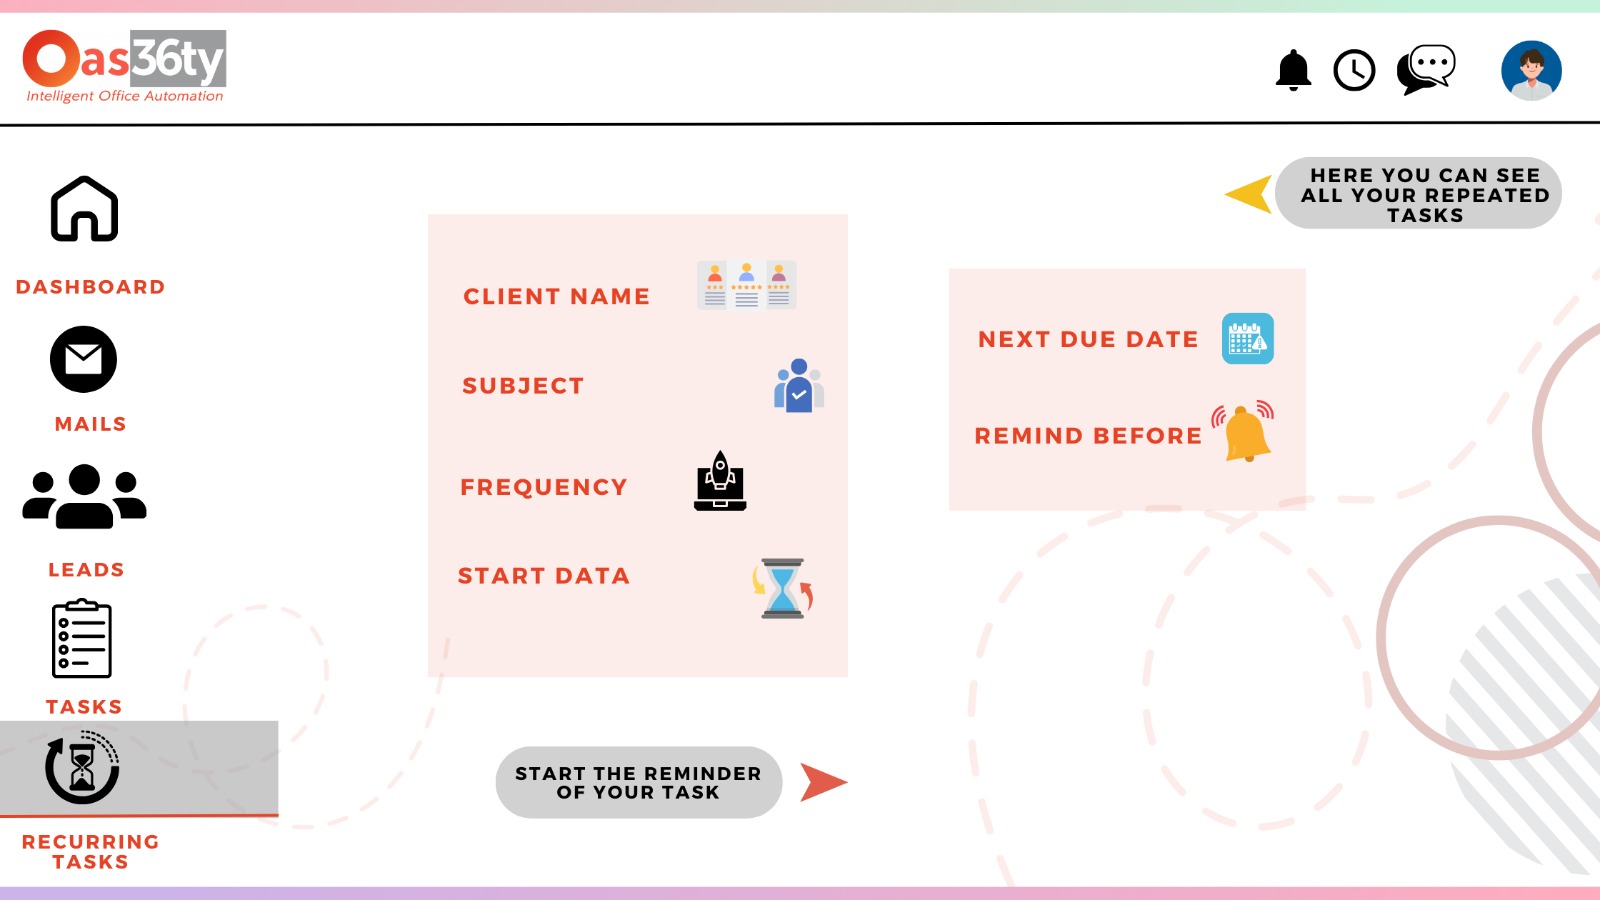 Oas36ty
Intelligent Office Automation
HERE YOU CAN SEE
ALL YOUR REPEATED
TASKS
DASHBOARD
MAILS
LEADS
TASKS
RECURRING
TASKS
CLIENT NAME
SUBJECT
FREQUENCY
START DATA
NEXT DUE DATE
REMIND BEFORE
START THE REMINDER
OF YOUR TASK